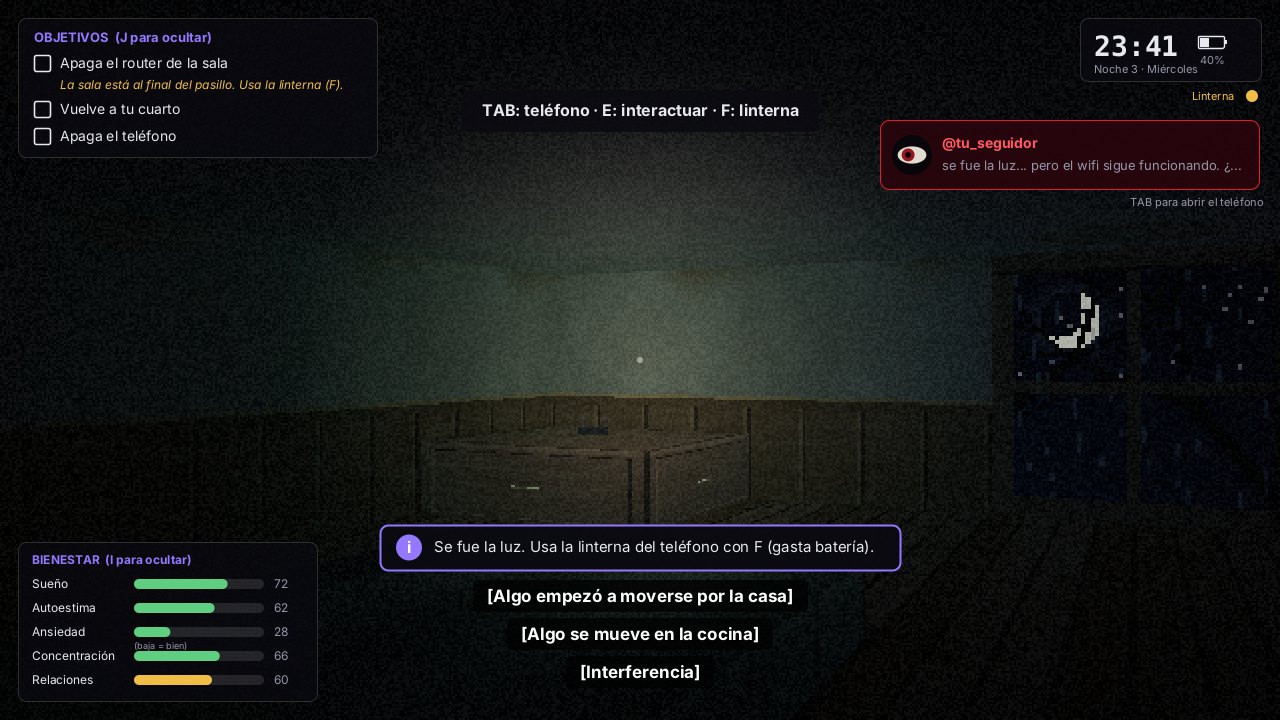 OBJETIVOS (J para ocultar)
Apaga el router de la sala
La sala está al final del pasillo. Usa la linterna (F).
Vuelve a tu cuarto
Apaga el teléfono
TAB: teléfono · E: interactuar · F: linterna
23:41
40%
Noche 3 · Miércoles
Linterna
@tu_seguidor
se fue la luz... pero el wifi sigue funcionando. ¿...
TAB para abrir el teléfono
i
Se fue la luz. Usa la linterna del teléfono con F (gasta batería).
[Algo empezó a moverse por la casa]
[Algo se mueve en la cocina]
[Interferencia]
BIENESTAR (I para ocultar)
Sueño 72
Autoestima 62
Ansiedad 28
(baja = bien)
Concentración 66
Relaciones 60